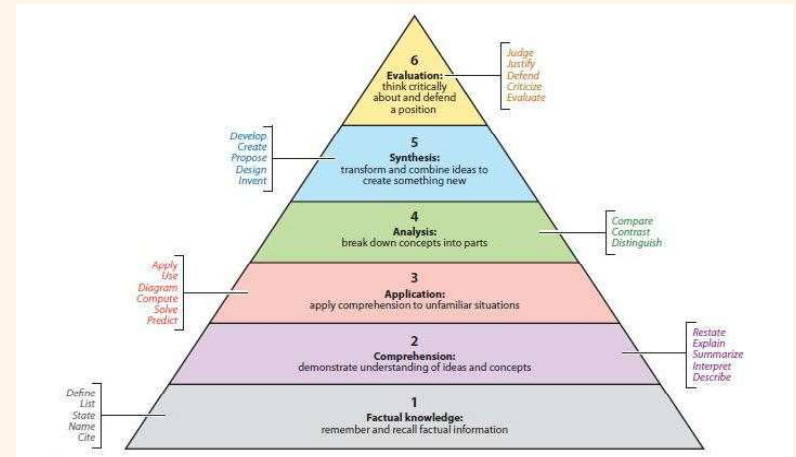 6
Evaluation:
think critically
about and defend
a position
Judge
Justify
Defend
Criticize
Evaluate
5
Synthesis:
transform and combine ideas to
create something new
Develop
Create
Propose
Design
Invent
4
Analysis:
break down concepts into parts
Compare
Contrast
Distinguish
3
Application:
apply comprehension to unfamiliar situations
Apply
Use
Diagram
Compute
Solve
Predict
2
Comprehension:
demonstrate understanding of ideas and concepts
Restate
Explain
Summarize
Interpret
Describe
1
Factual knowledge:
remember and recall factual information
Define
List
State
Name
Cite